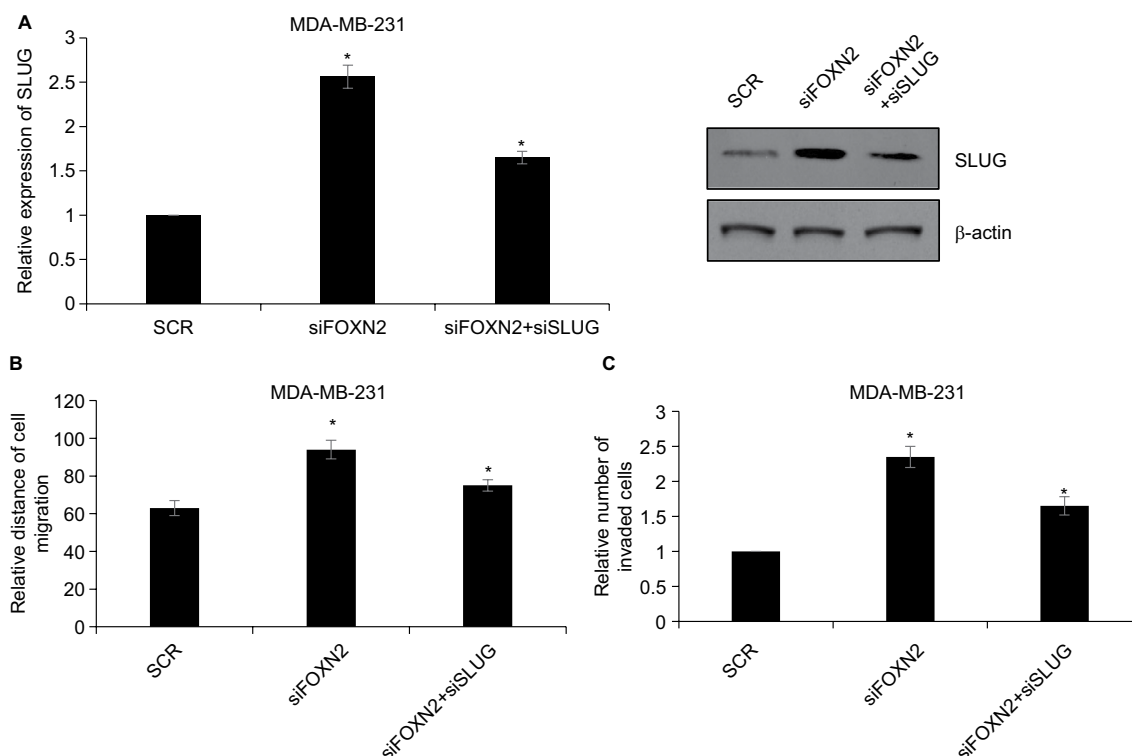 A
MDA-MB-231
Relative expression of SLUG
3
2.5
2
1.5
1
0.5
0
*
*
SCR
siFOXN2
siFOXN2+siSLUG
SCR
siFOXN2
siFOXN2
+siSLUG
SLUG
β-actin
B
MDA-MB-231
Relative distance of cell
migration
120
100
80
60
40
20
0
*
*
SCR
siFOXN2
siFOXN2+siSLUG
C
MDA-MB-231
Relative number of
invaded cells
3
2.5
2
1.5
1
0.5
0
*
*
SCR
siFOXN2
siFOXN2+siSLUG